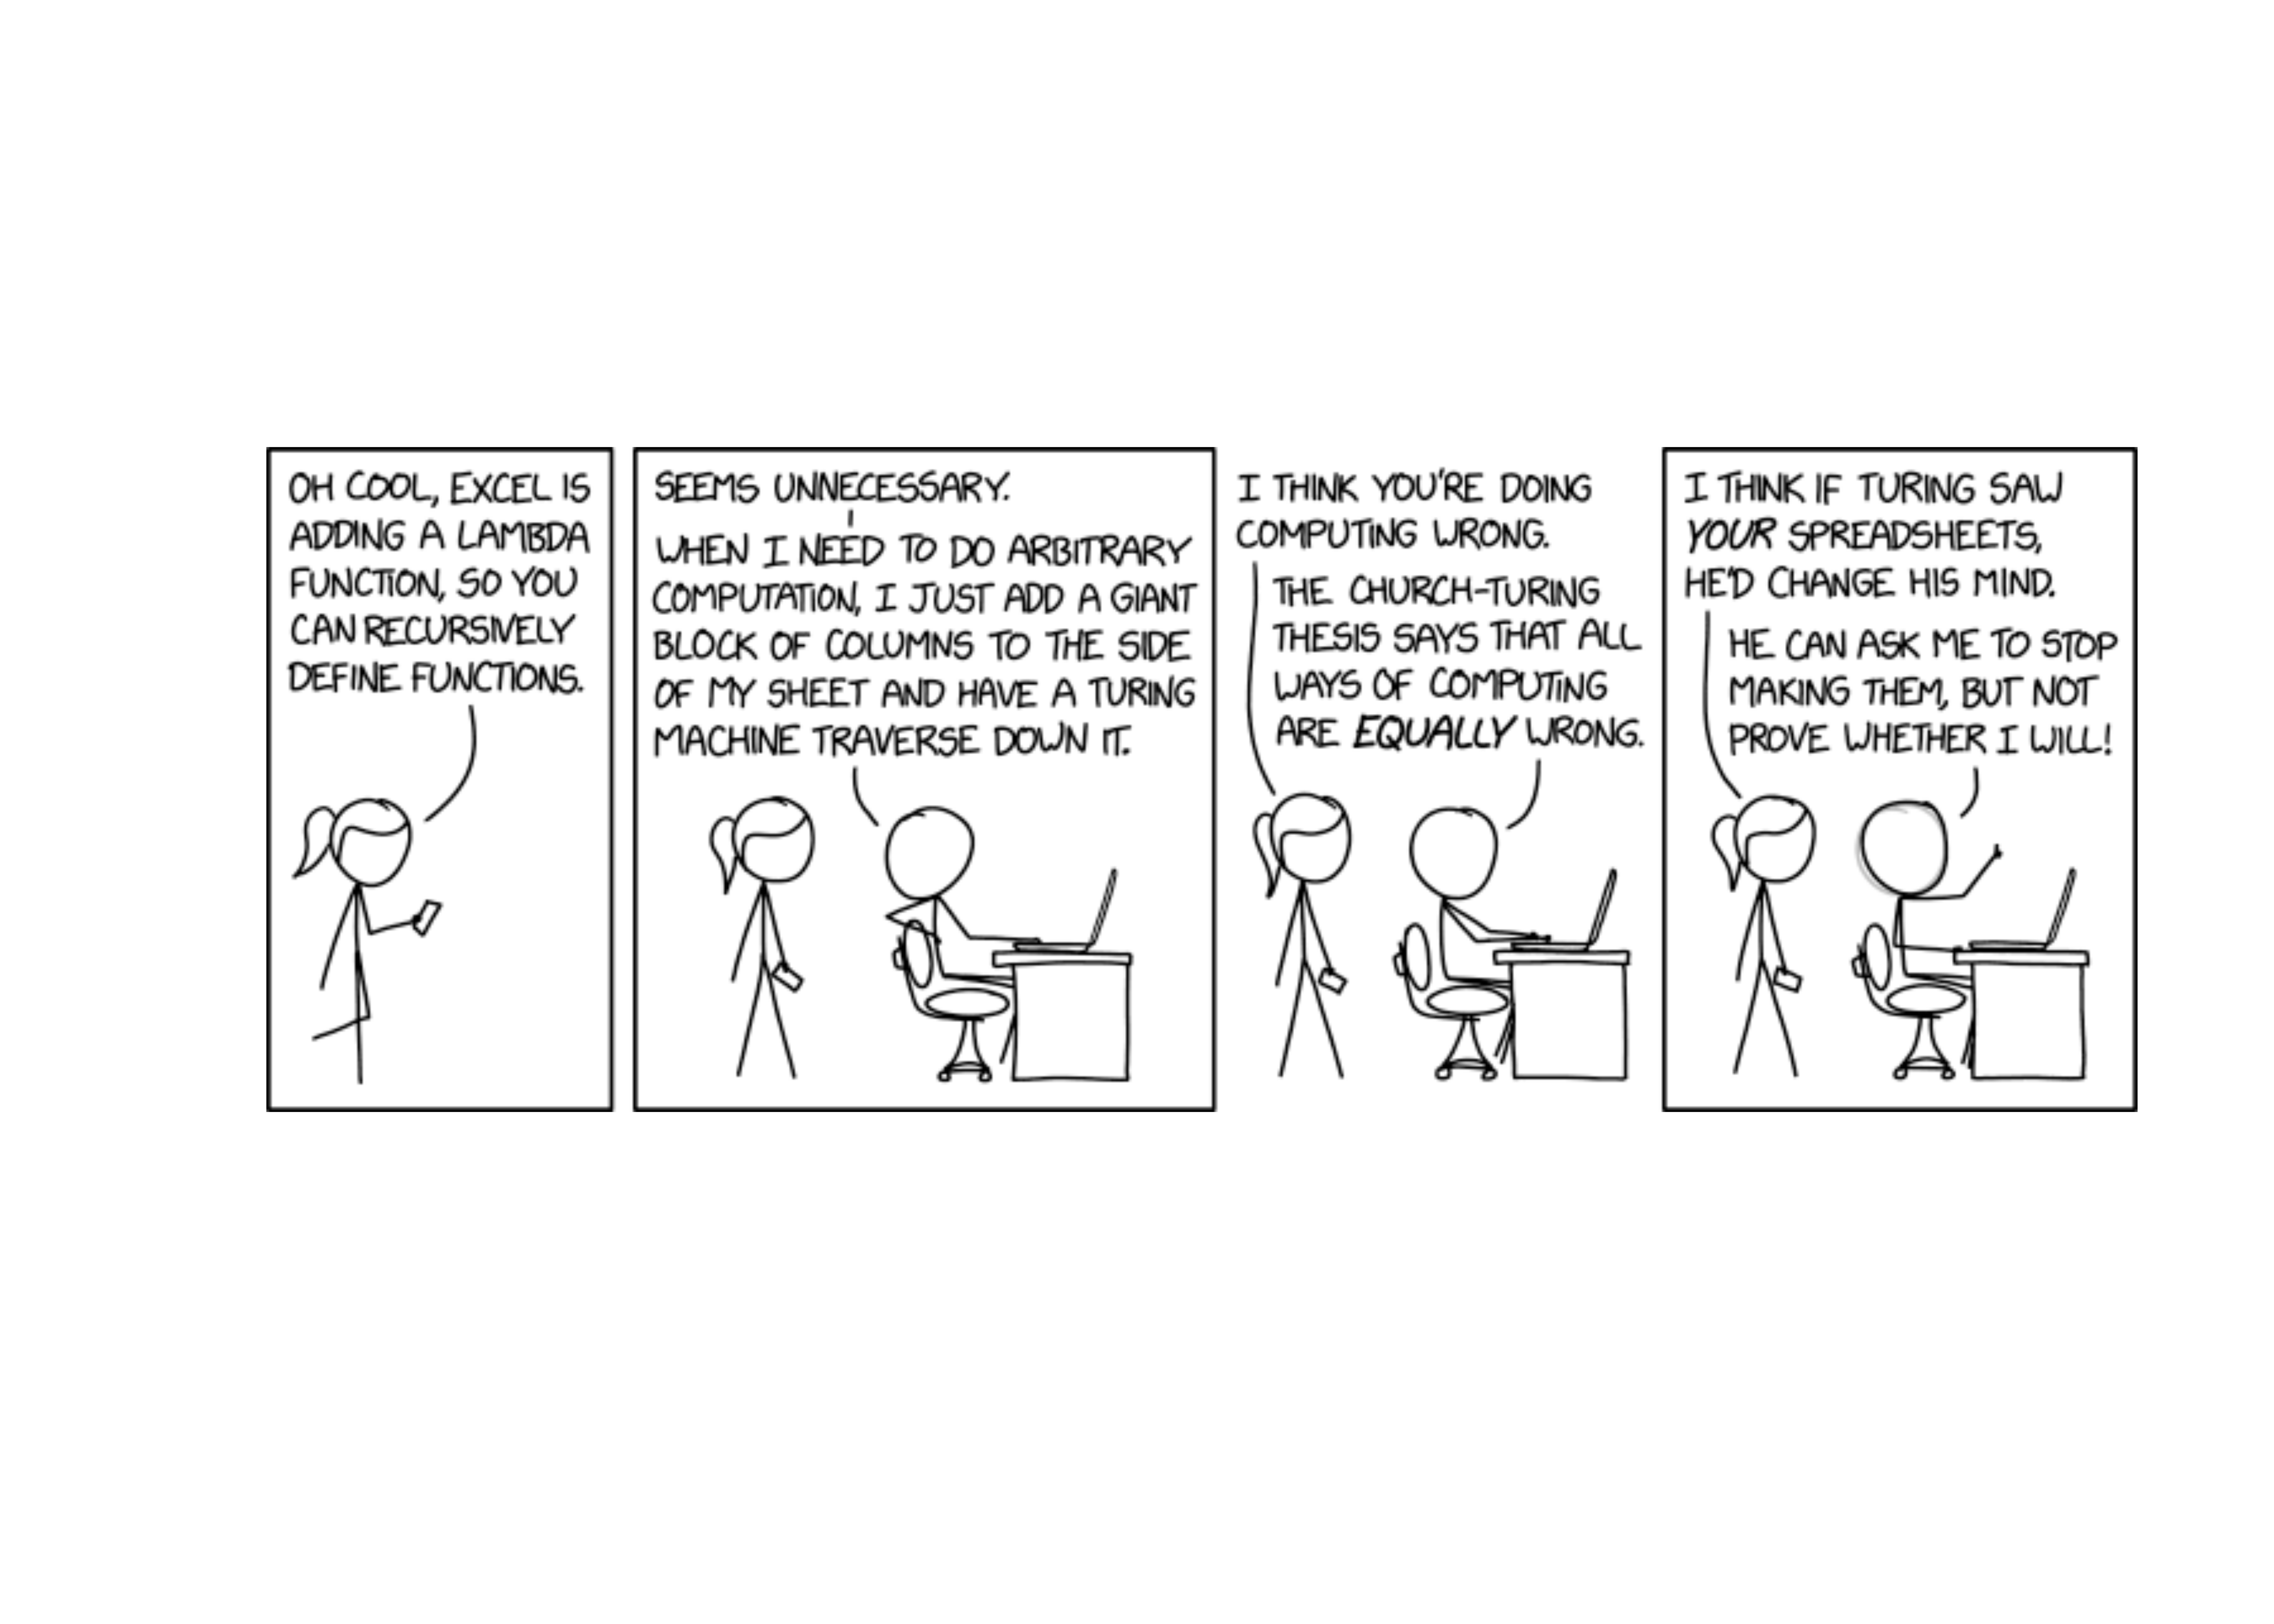 OH COOL, EXCEL IS
ADDING A LAMBDA
FUNCTION, SO YOU
CAN RECURSIVELY
DEFINE FUNCTIONS.
SEEMS UNNECESSARY.
WHEN I NEED TO DO ARBITRARY
COMPUTATION, I JUST ADD A GIANT
BLOCK OF COLUMNS TO THE SIDE
OF MY SHEET AND HAVE A TURING
MACHINE TRAVERSE DOWN IT.
I THINK YOU'RE DOING
COMPUTING WRONG.
THE CHURCH-TURING
THESIS SAYS THAT ALL
WAYS OF COMPUTING
ARE EQUALLY WRONG.
I THINK IF TURING SAW
YOUR SPREADSHEETS,
HE'D CHANGE HIS MIND.
HE CAN ASK ME TO STOP
MAKING THEM, BUT NOT
PROVE WHETHER I WILL!